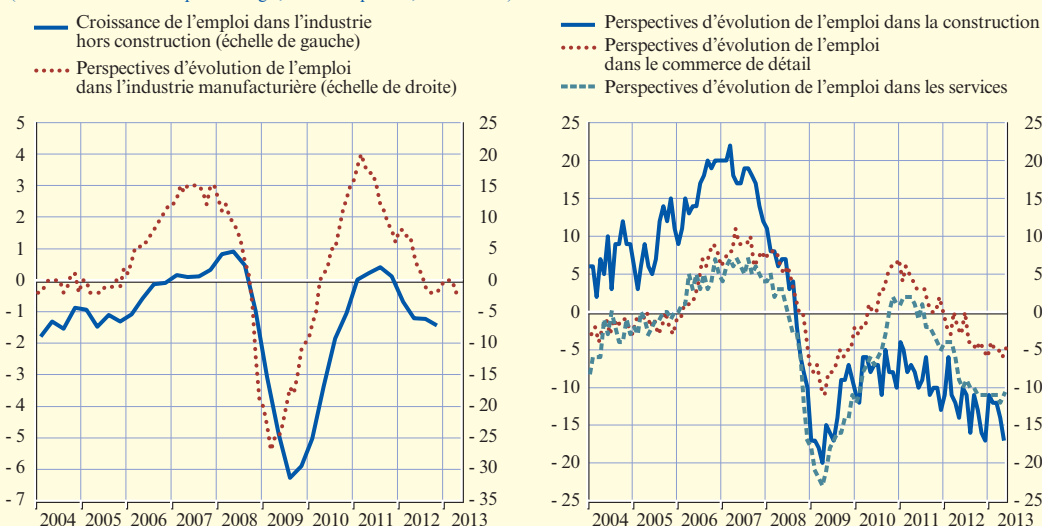 Croissance de l'emploi dans l'industrie
hors construction (échelle de gauche)
Perspectives d'évolution de l'emploi
dans l'industrie manufacturière (échelle de droite)
5 25
4 20
3 15
2 10
1 5
0 0
- 1 - 5
- 2 - 10
- 3 - 15
- 4 - 20
- 5 - 25
- 6 - 30
- 7 - 35
2004 2005 2006 2007 2008 2009 2010 2011 2012 2013
Perspectives d'évolution de l'emploi dans la construction
Perspectives d'évolution de l'emploi
dans le commerce de détail
Perspectives d'évolution de l'emploi dans les services
25 25
20 20
15 15
10 10
5 5
0 0
- 5 - 5
- 10 - 10
- 15 - 15
- 20 - 20
- 25 - 25
2004 2005 2006 2007 2008 2009 2010 2011 2012 2013